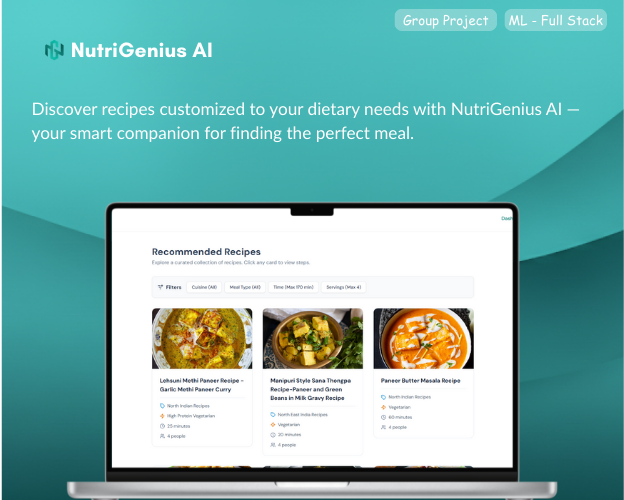 Group Project
ML - Full Stack
NutriGenius AI
Discover recipes customized to your dietary needs with NutriGenius AI —
your smart companion for finding the perfect meal.
Dash
Recommended Recipes
Explore a curated collection of recipes. Click any card to view steps.
Filters
Cuisine (All)
Meal Type (All)
Time (Max 170 min)
Servings (Max 4)
Lehsuni Methi Paneer Recipe -
Garlic Methi Paneer Curry
North Indian Recipes
High Protein Vegetarian
25 minutes
4 people
Manipuri Style Sana Thongba
Recipe-Paneer and Green
Beans in Milk Gravy Recipe
North East India Recipes
Vegetarian
20 minutes
4 people
Paneer Butter Masala Recipe
North Indian Recipes
Vegetarian
60 minutes
4 people